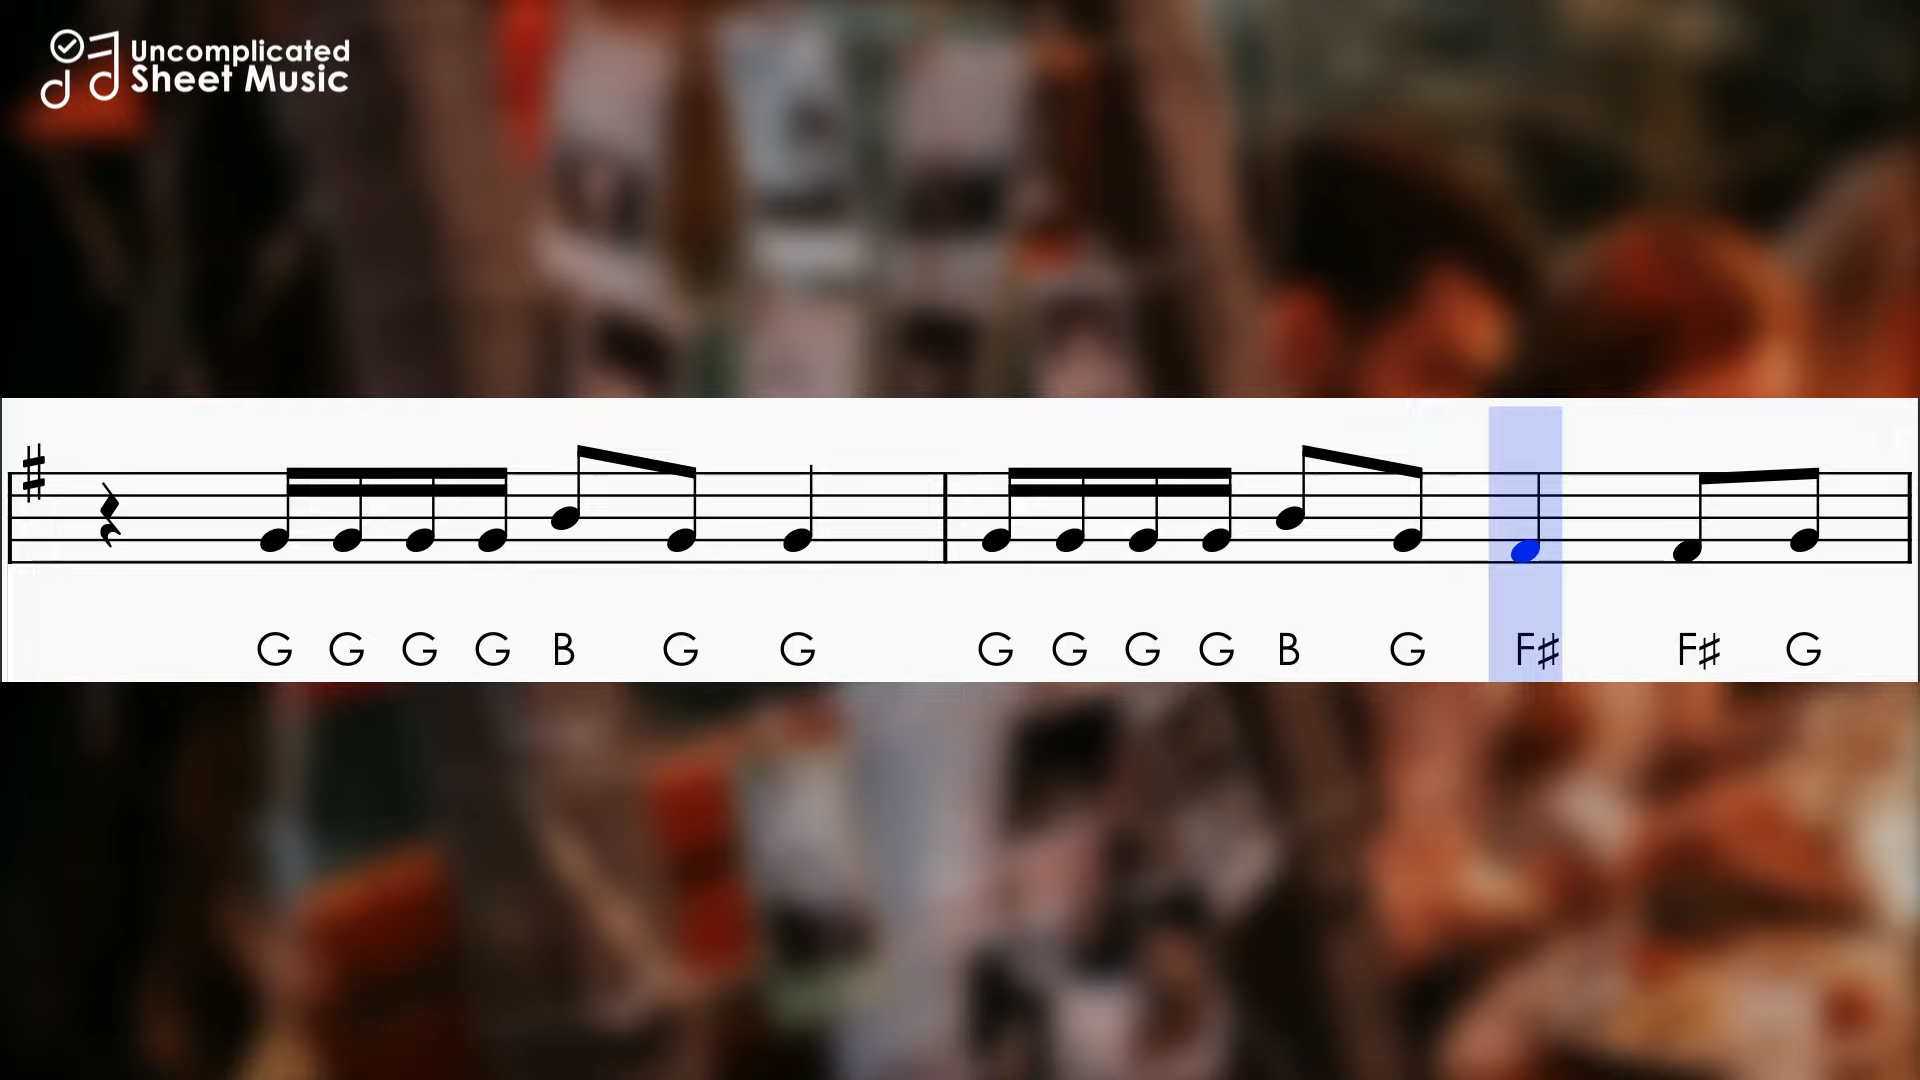 Uncomplicated
Sheet Music
G G G G B G G G G G G B G F♯ F♯ G